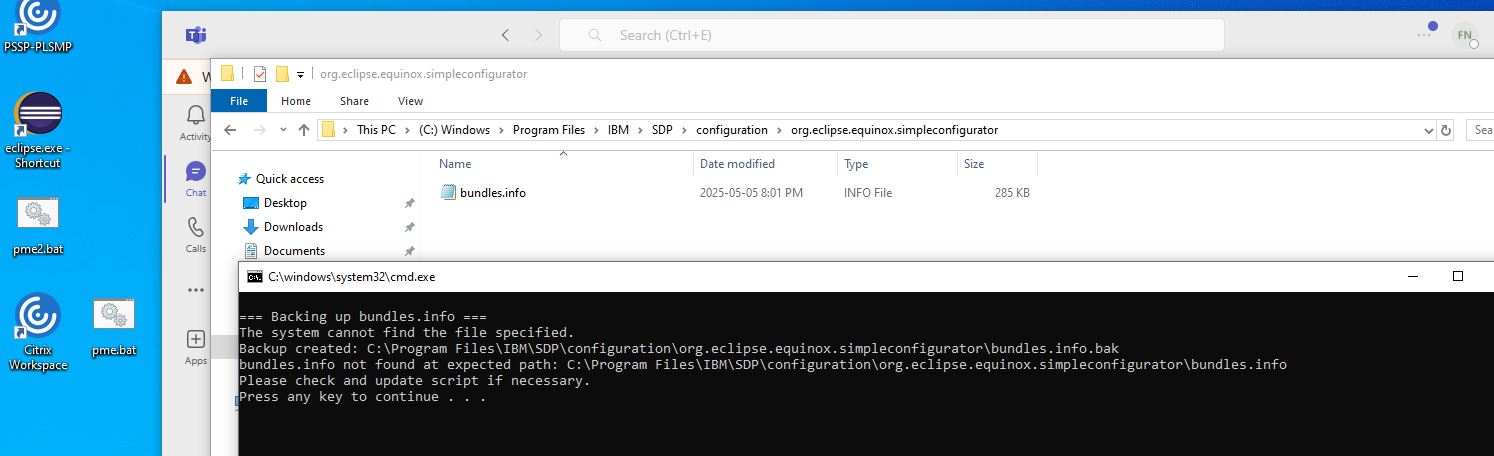 PSSP-PLSMP
Search (Ctrl+E)
FN
W
org.eclipse.equinox.simpleconfigurator
File Home Share View
Activity
This PC (C:) Windows Program Files IBM SDP configuration org.eclipse.equinox.simpleconfigurator Sea
eclipse.exe -
Shortcut
Name Date modified Type Size
Quick access
bundles.info 2025-05-05 8:01 PM INFO File 285 KB
Chat
Desktop
Downloads
Documents
pme2.bat
Calls
C:\windows\system32\cmd.exe
=== Backing up bundles.info ===
The system cannot find the file specified.
Backup created: C:\Program Files\IBM\SDP\configuration\org.eclipse.equinox.simpleconfigurator\bundles.info.bak
bundles.info not found at expected path: C:\Program Files\IBM\SDP\configuration\org.eclipse.equinox.simpleconfigurator\bundles.info
Please check and update script if necessary.
Press any key to continue . . .
Citrix
Workspace
pme.bat
Apps